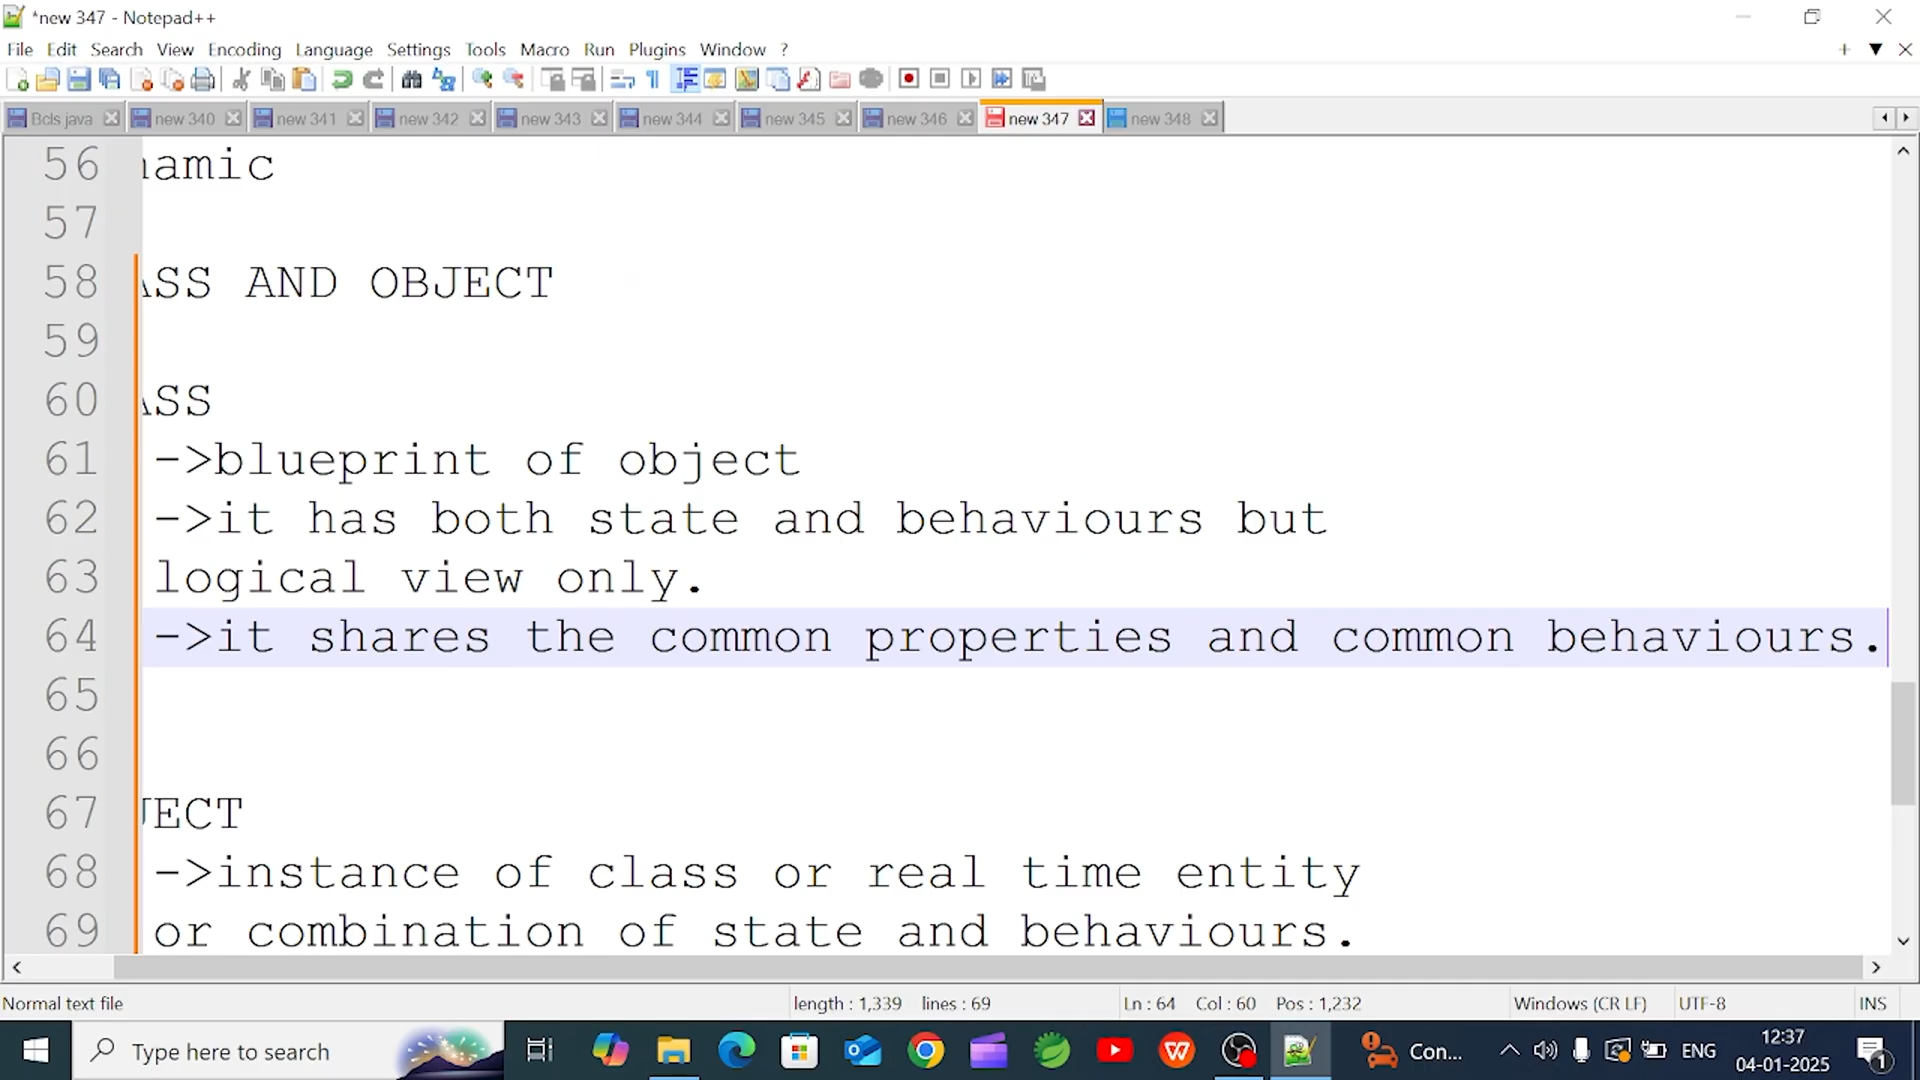 *new 347 - Notepad++
File Edit Search View Encoding Language Settings Tools Macro Run Plugins Window ?
Bcls java new 340 new 341 new 342 new 343 new 344 new 345 new 346 new 347 new 348
56 namic
57
58 ASS AND OBJECT
59
60 ASS
61 ->blueprint of object
62 ->it has both state and behaviours but
63 logical view only.
64 ->it shares the common properties and common behaviours.
65
66
67 JECT
68 ->instance of class or real time entity
69 or combination of state and behaviours.
Normal text file length : 1,339 lines : 69 Ln : 64 Col : 60 Pos : 1,232 Windows (CR LF) UTF-8 INS
Type here to search Con... ENG 12:37
04-01-2025 1